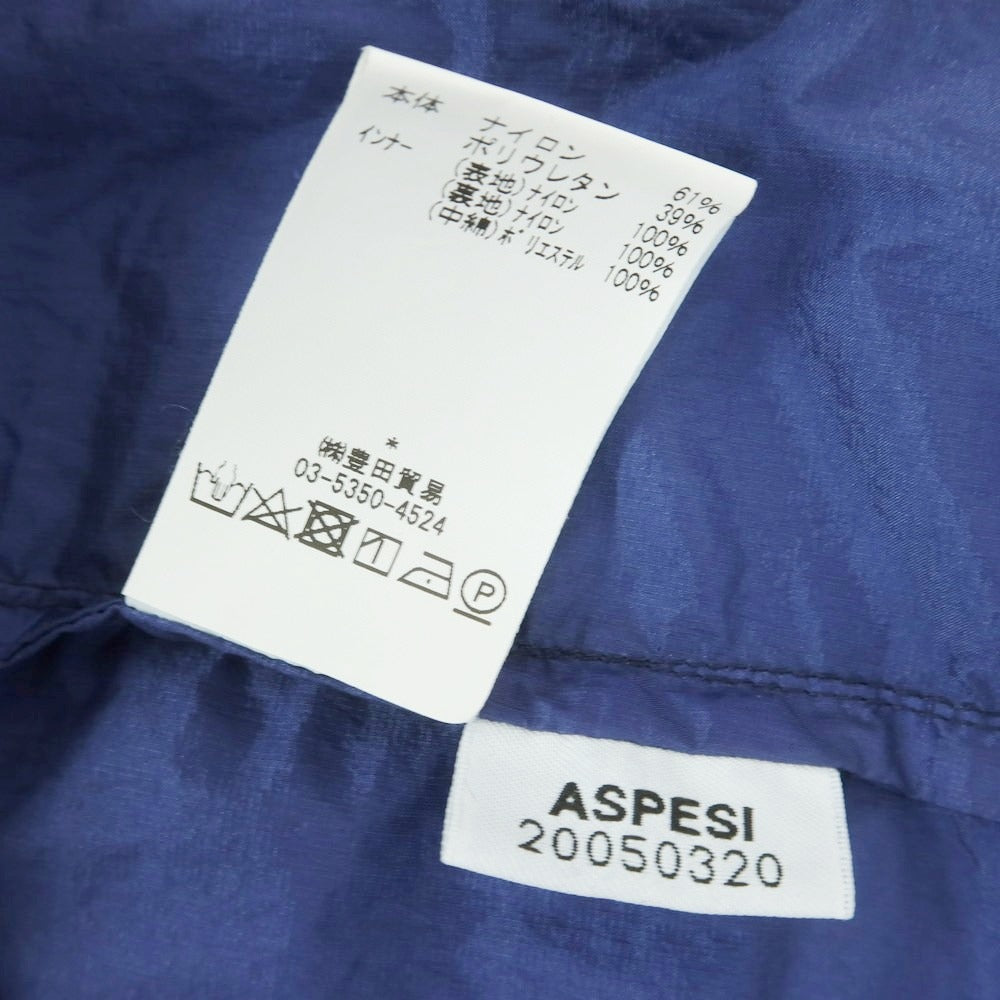 本体 ナイロン 61%
ポリウレタン 39%
インナー (表地)ナイロン 100%
(裏地)ナイロン 100%
(中綿)ポリエステル 100%
*
(株)豊田貿易
03-5350-4524
P
ASPESI
20050320